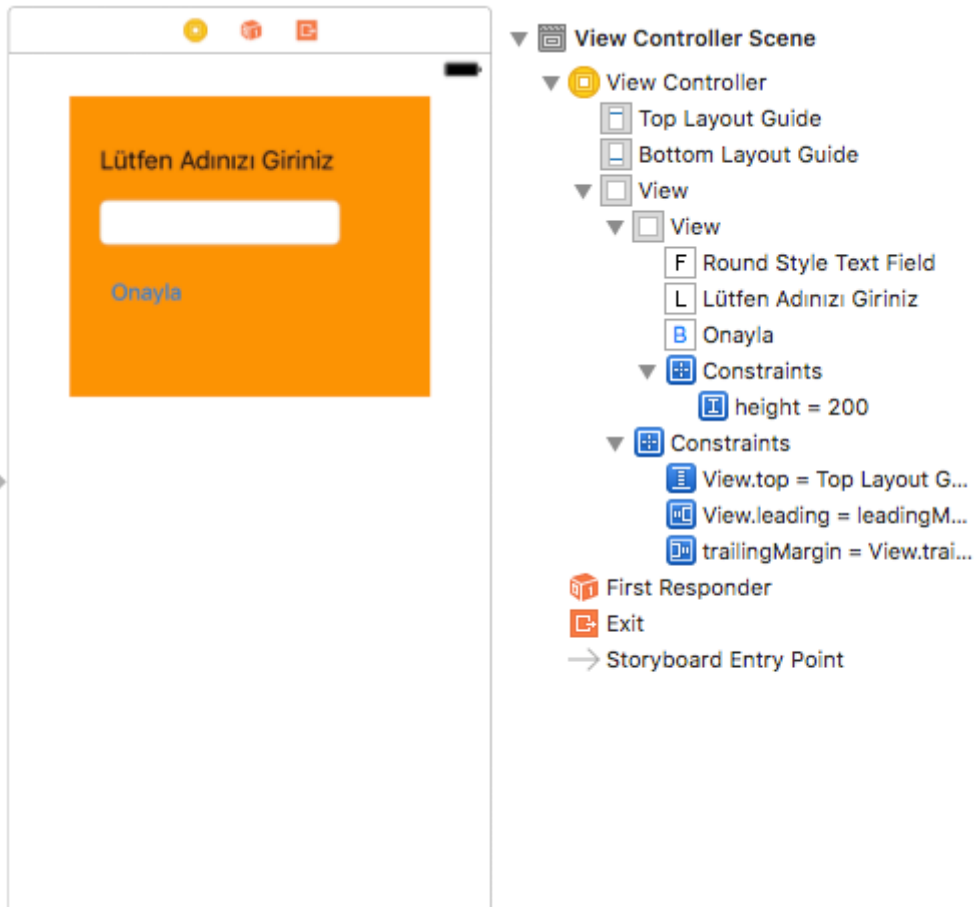 Lütfen Adınızı Giriniz
Onayla
View Controller Scene
View Controller
Top Layout Guide
Bottom Layout Guide
View
View
F Round Style Text Field
L Lütfen Adınızı Giriniz
B Onayla
Constraints
height = 200
Constraints
View.top = Top Layout G...
View.leading = leadingM...
trailingMargin = View.trai...
First Responder
Exit
Storyboard Entry Point